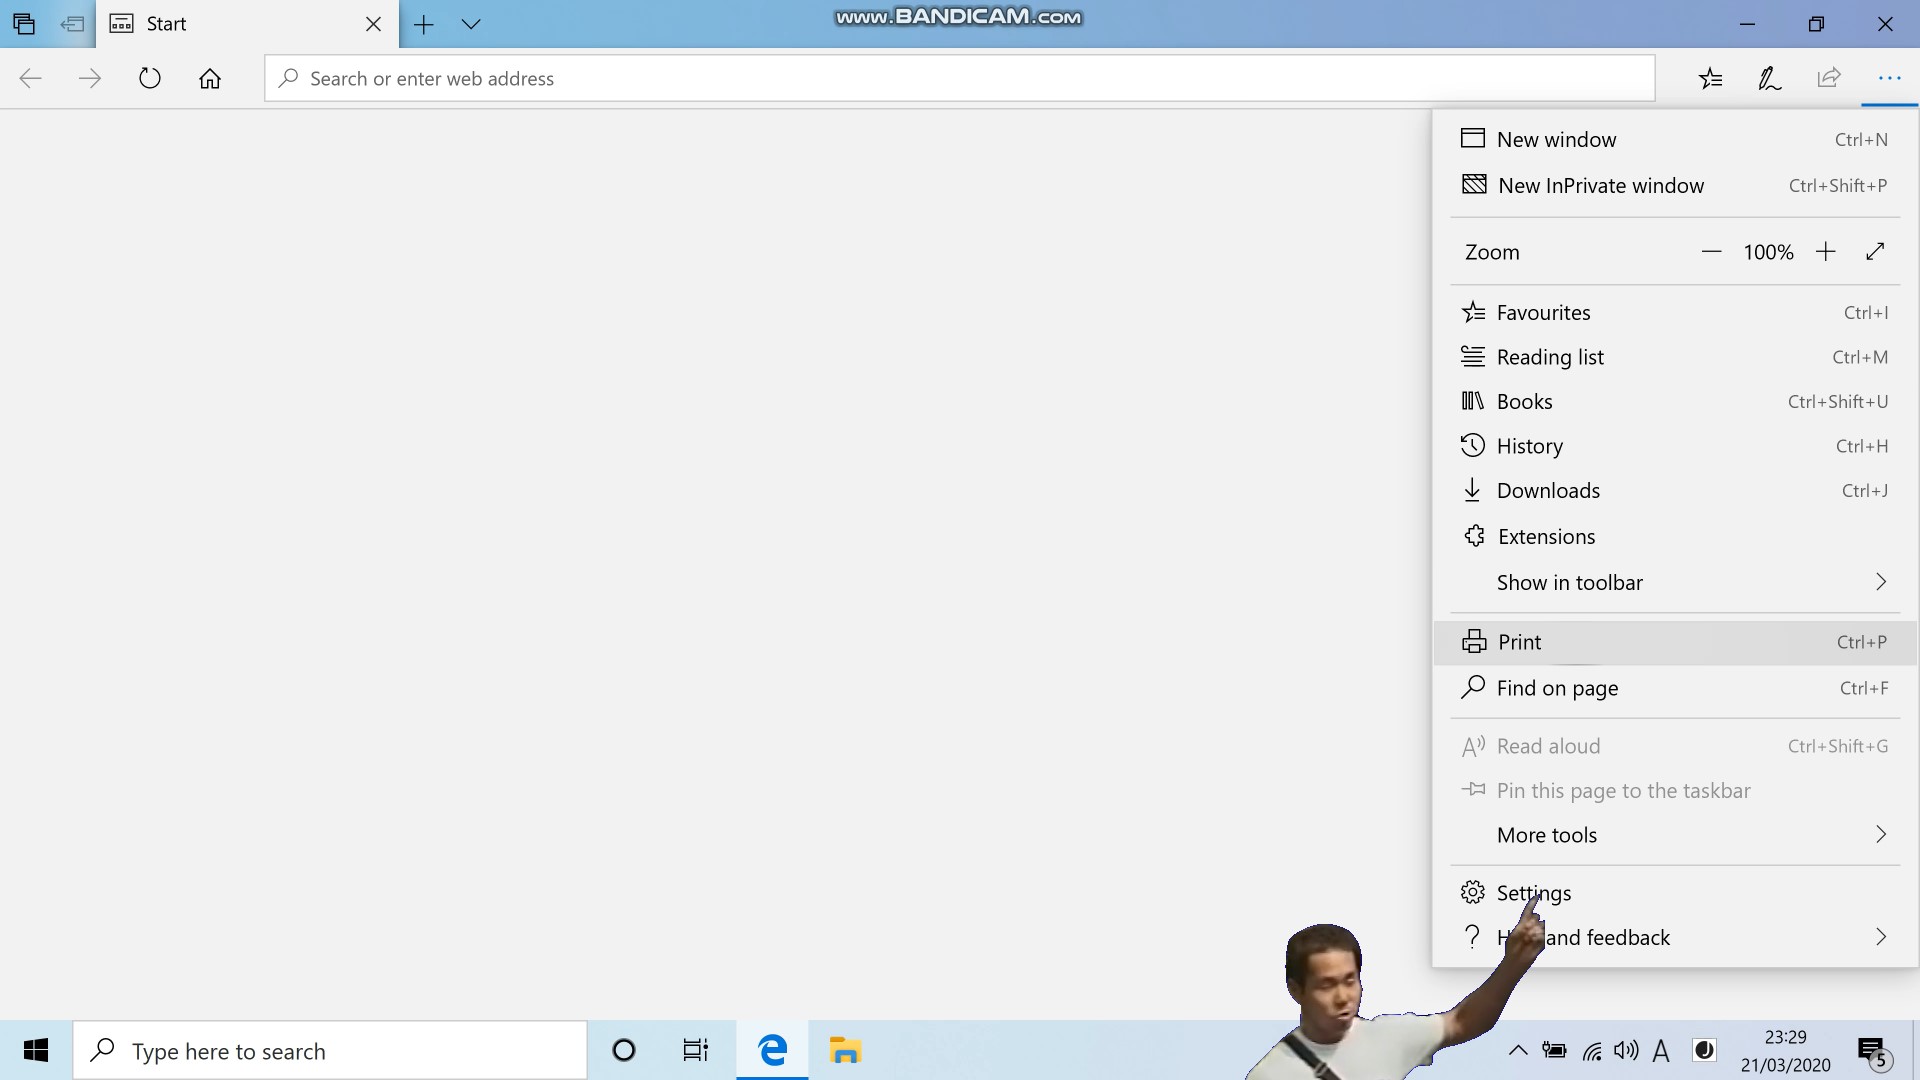 Start
www.BANDICAM.com
Search or enter web address
New window Ctrl+N
New InPrivate window Ctrl+Shift+P
Zoom 100%
Favourites Ctrl+I
Reading list Ctrl+M
Books Ctrl+Shift+U
History Ctrl+H
Downloads Ctrl+J
Extensions
Show in toolbar
Print Ctrl+P
Find on page Ctrl+F
Read aloud Ctrl+Shift+G
Pin this page to the taskbar
More tools
Settings
and feedback
Type here to search
A
23:29
21/03/2020
5